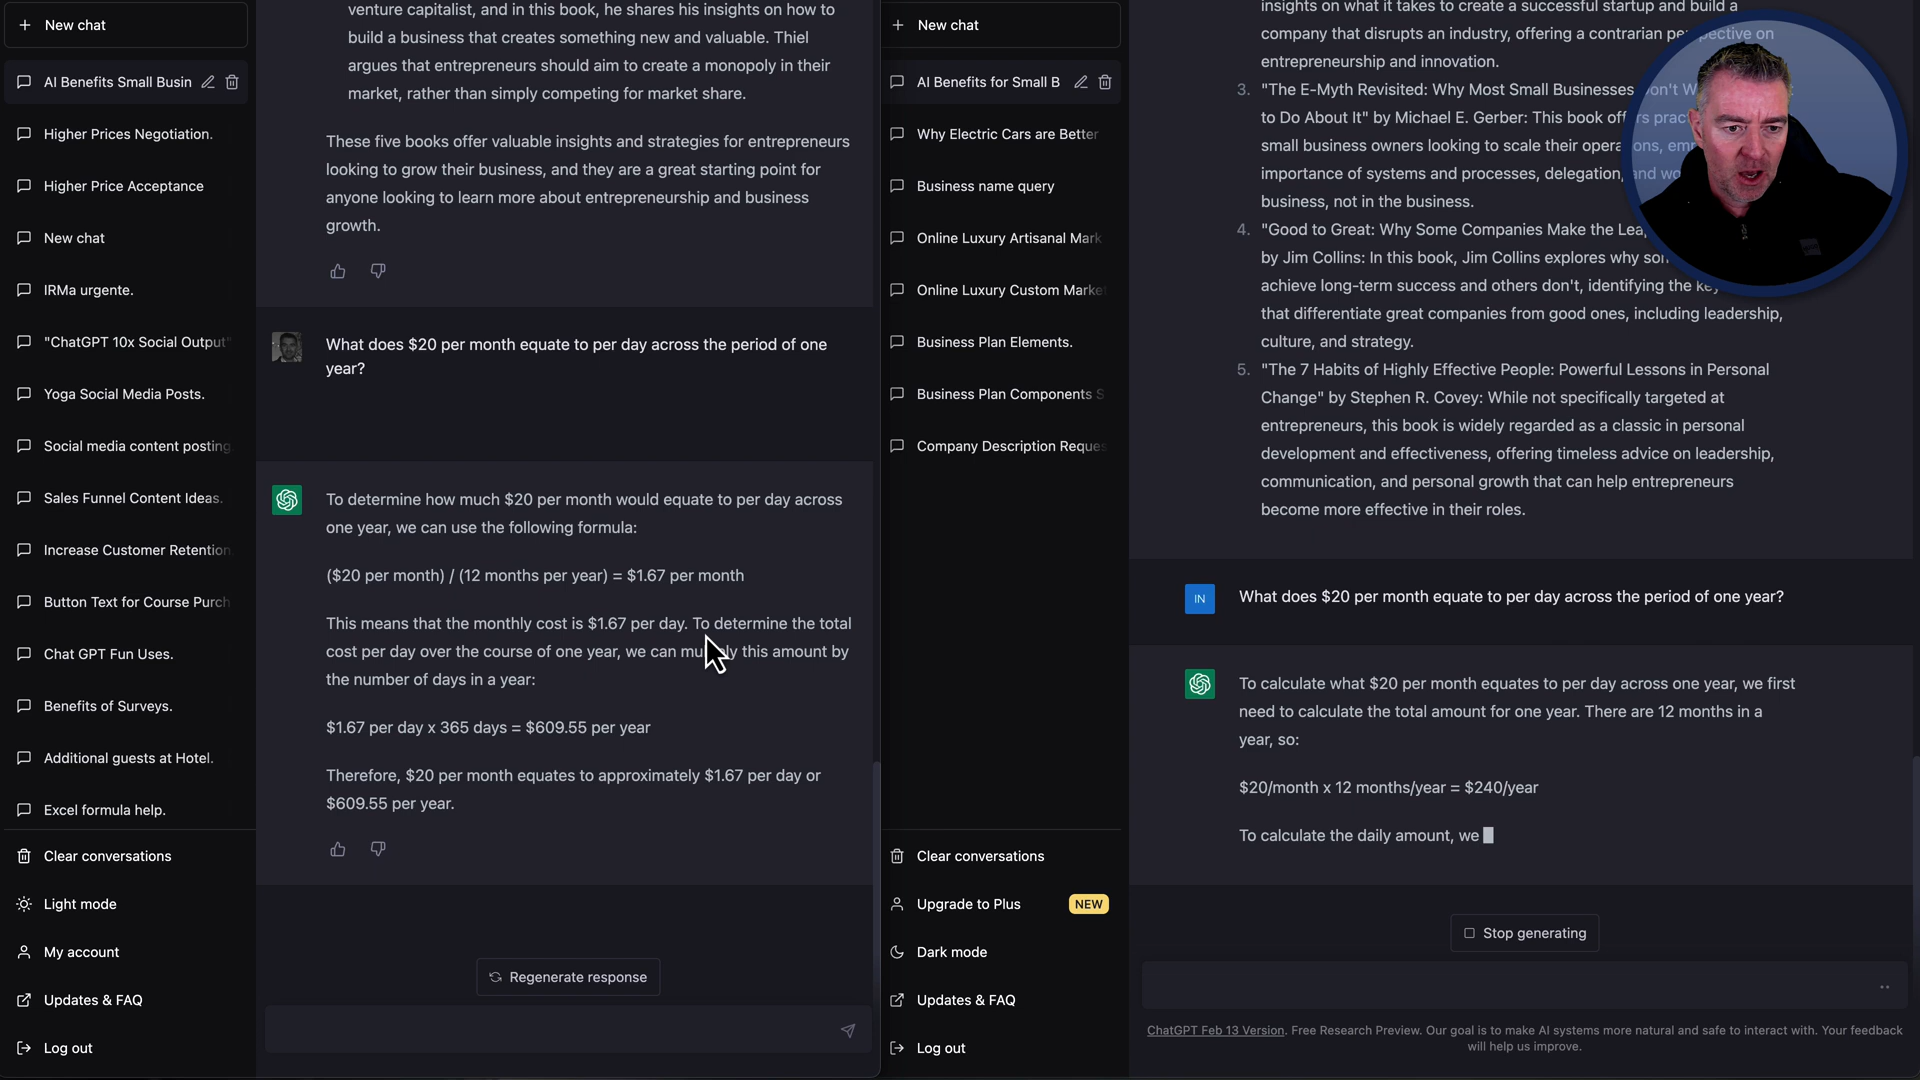 New chat
AI Benefits Small Busin
Higher Prices Negotiation.
Higher Price Acceptance
New chat
IRMa urgente.
"ChatGPT 10x Social Output"
Yoga Social Media Posts.
Social media content posting
Sales Funnel Content Ideas.
Increase Customer Retention
Button Text for Course Purch
Chat GPT Fun Uses.
Benefits of Surveys.
Additional guests at Hotel.
Excel formula help.
Clear conversations
Light mode
My account
Updates & FAQ
Log out
venture capitalist, and in this book, he shares his insights on how to
build a business that creates something new and valuable. Thiel
argues that entrepreneurs should aim to create a monopoly in their
market, rather than simply competing for market share.
These five books offer valuable insights and strategies for entrepreneurs
looking to grow their business, and they are a great starting point for
anyone looking to learn more about entrepreneurship and business
growth.
What does $20 per month equate to per day across the period of one
year?
To determine how much $20 per month would equate to per day across
one year, we can use the following formula:
($20 per month) / (12 months per year) = $1.67 per month
This means that the monthly cost is $1.67 per day. To determine the total
cost per day over the course of one year, we can this amount by
the number of days in a year:
$1.67 per day x 365 days = $609.55 per year
Therefore, $20 per month equates to approximately $1.67 per day or
$609.55 per year.
Regenerate response
New chat
AI Benefits for Small B
Why Electric Cars are Better
Business name query
Online Luxury Artisanal Mark
Online Luxury Custom Market
Business Plan Elements.
Business Plan Components S
Company Description Reques
Clear conversations
Upgrade to Plus NEW
Dark mode
Updates & FAQ
Log out
insights on what it takes to create a successful startup and build a
company that disrupts an industry, offering a contrarian perspective on
entrepreneurship and innovation.
3. "The E-Myth Revisited: Why Most Small Businesses
to Do About It" by Michael E. Gerber: This book
small business owners looking to scale their
importance of systems and processes, delegation, and
business, not in the business.
4. "Good to Great: Why Some Companies Make the
by Jim Collins: In this book, Jim Collins explores why
achieve long-term success and others don't, identifying the
that differentiate great companies from good ones, including leadership,
culture, and strategy.
5. "The 7 Habits of Highly Effective People: Powerful Lessons in Personal
Change" by Stephen R. Covey: While not specifically targeted at
entrepreneurs, this book is widely regarded as a classic in personal
development and effectiveness, offering timeless advice on leadership,
communication, and personal growth that can help entrepreneurs
become more effective in their roles.
IN
What does $20 per month equate to per day across the period of one year?
To calculate what $20 per month equates to per day across one year, we first
need to calculate the total amount for one year. There are 12 months in a
year, so:
$20/month x 12 months/year = $240/year
To calculate the daily amount, we
Stop generating
ChatGPT Feb 13 Version. Free Research Preview. Our goal is to make AI systems more natural and safe to interact with. Your feedback
will help us improve.